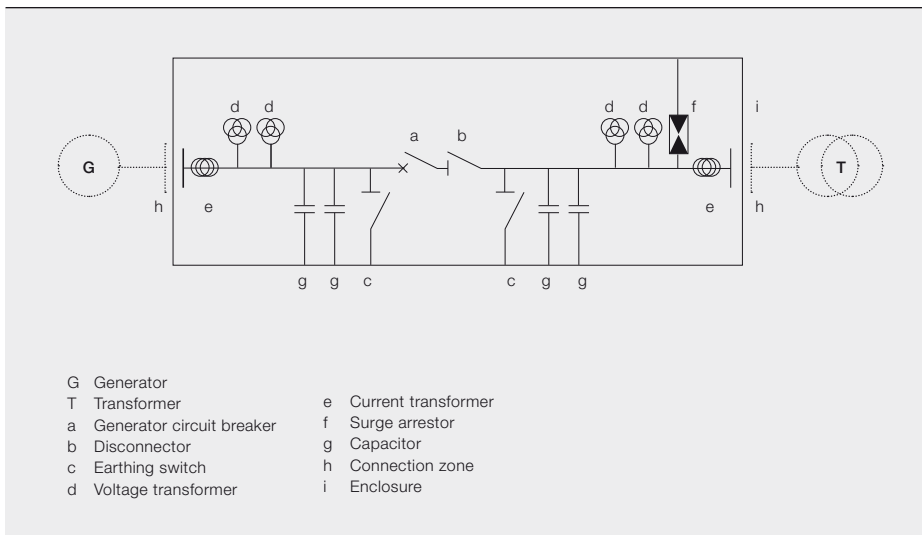 d d d d f i
a b
G T
h e e h
g g c c g g
G Generator
T Transformer
a Generator circuit breaker
b Disconnector
c Earthing switch
d Voltage transformer
e Current transformer
f Surge arrestor
g Capacitor
h Connection zone
i Enclosure